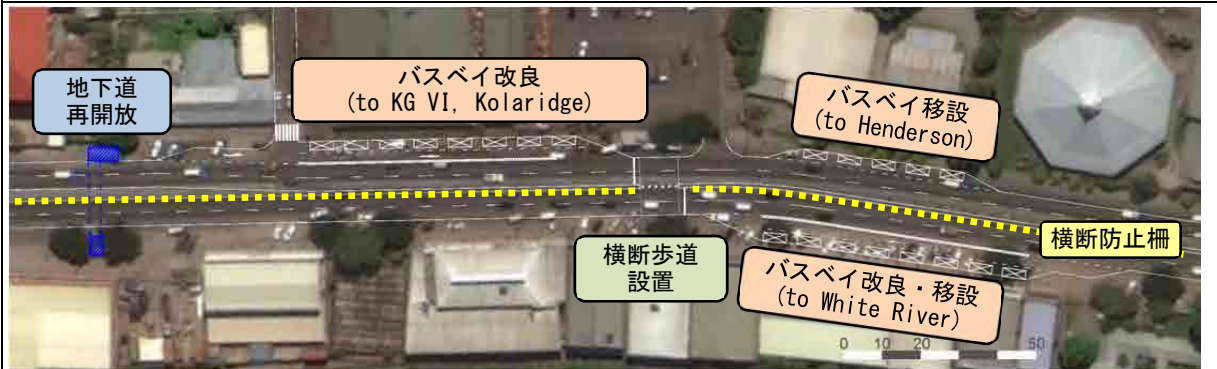 地下道
再開放
バスベイ改良
(to KG VI, Kolaridge)
バスベイ移設
(to Henderson)
横断歩道
設置
バスベイ改良・移設
(to White River)
横断防止柵
0 10 20 30 40 50